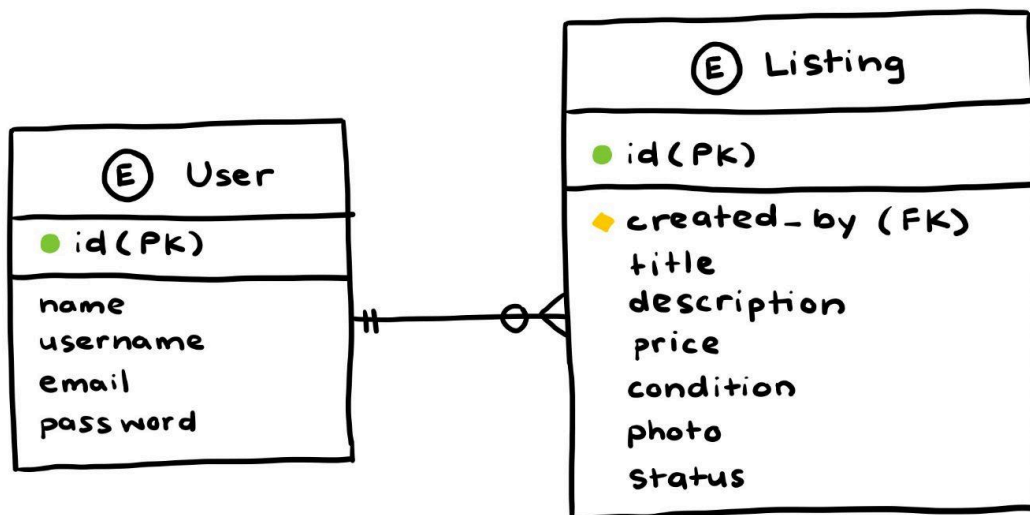 E User
id (PK)
name
username
email
password
E Listing
id (PK)
created_by (FK)
title
description
price
condition
photo
status